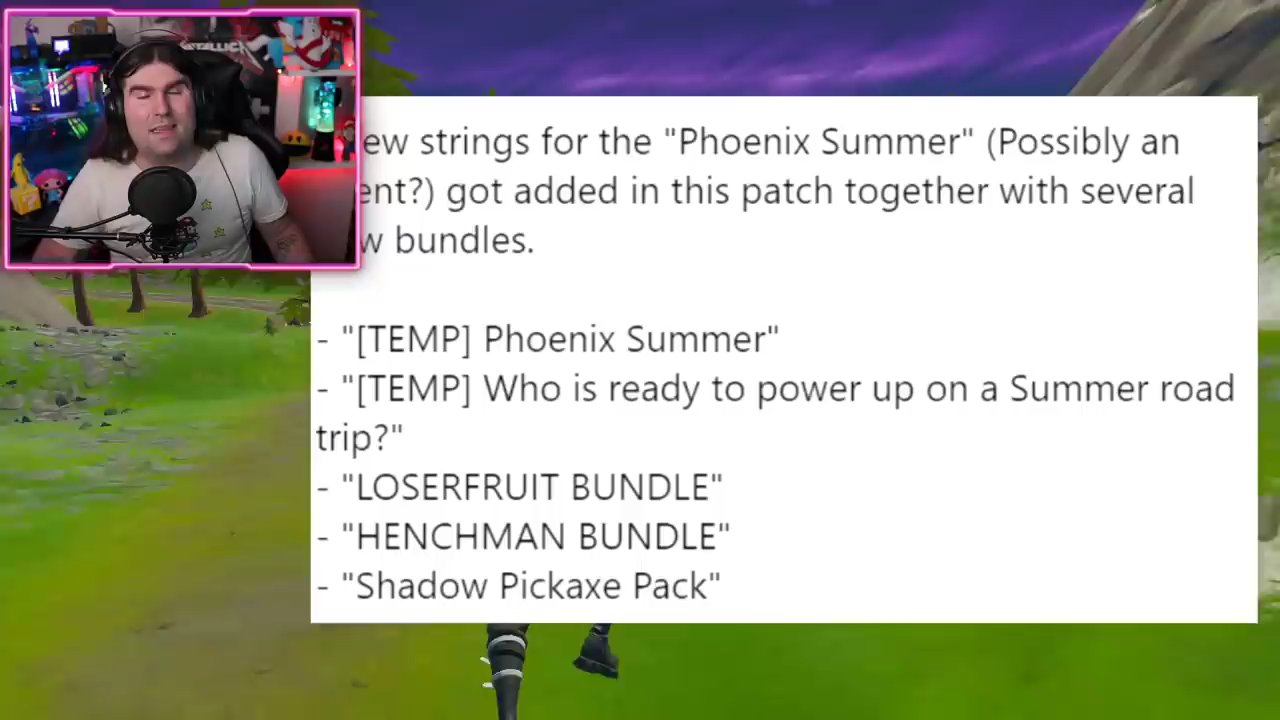 METALLICA
ew strings for the "Phoenix Summer" (Possibly an
ent?) got added in this patch together with several
w bundles.
- "[TEMP] Phoenix Summer"
- "[TEMP] Who is ready to power up on a Summer road
trip?"
- "LOSERFRUIT BUNDLE"
- "HENCHMAN BUNDLE"
- "Shadow Pickaxe Pack"